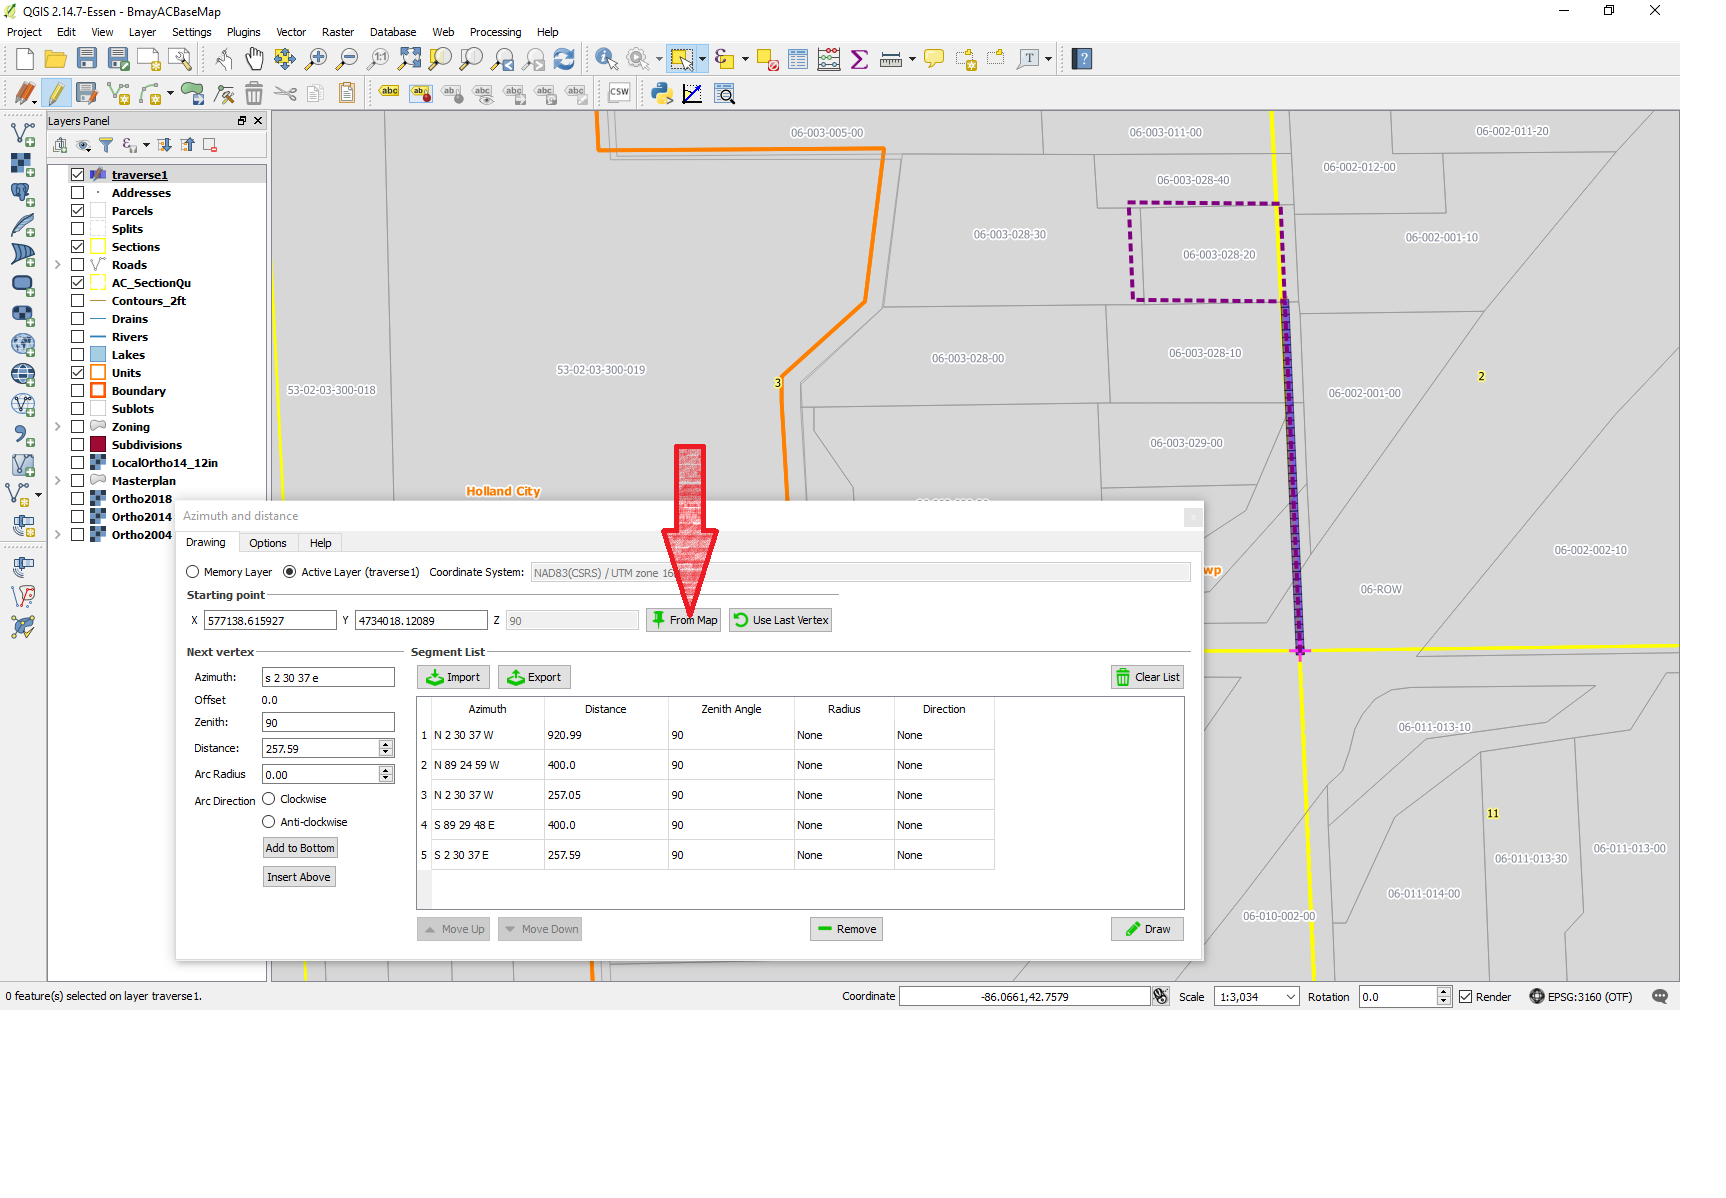 QGIS 2.14.7-Essen - BmayACBaseMap
Project Edit View Layer Settings Plugins Vector Raster Database Web Processing Help
Layers Panel
traverse1
Addresses
Parcels
Splits
Sections
Roads
AC_SectionQu
Contours_2ft
Drains
Rivers
Lakes
Units
Boundary
Sublots
Zoning
Subdivisions
LocalOrtho14_12in
Masterplan
Ortho2018
Ortho2014
Ortho2004
06-003-005-00
06-003-011-00
06-002-011-20
06-002-012-00
06-003-028-40
06-003-028-30
06-003-028-20
06-002-001-10
06-003-028-00
06-003-028-10
53-02-03-300-019
3
2
53-02-03-300-018
06-002-001-00
06-003-029-00
Holland City
06-002-002-10
wp
06-ROW
06-011-013-10
11
06-011-013-30
06-011-013-00
06-011-014-00
06-010-002-00
Azimuth and distance
Drawing Options Help
Memory Layer Active Layer (traverse1) Coordinate System: NAD83(CSRS) / UTM zone 16
Starting point
X 577138.615927 Y 4734018.12089 Z 90 From Map Use Last Vertex
Next vertex
Azimuth: s 2 30 37 e
Offset 0.0
Zenith: 90
Distance: 257.59
Arc Radius 0.00
Arc Direction Clockwise
Anti-clockwise
Add to Bottom
Insert Above
Segment List
Import Export Clear List
Azimuth Distance Zenith Angle Radius Direction
1 N 2 30 37 W 920.99 90 None None
2 N 89 24 59 W 400.0 90 None None
3 N 2 30 37 W 257.05 90 None None
4 S 89 29 48 E 400.0 90 None None
5 S 2 30 37 E 257.59 90 None None
Move Up Move Down Remove Draw
0 feature(s) selected on layer traverse1.
Coordinate -86.0661,42.7579 Scale 1:3,034 Rotation 0.0 Render EPSG:3160 (OTF)